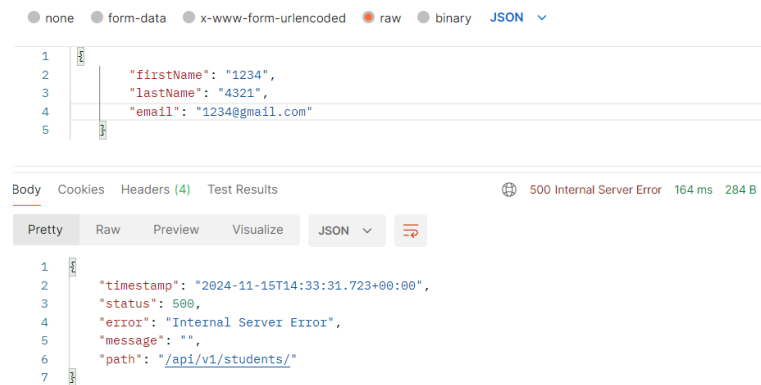 none form-data x-www-form-urlencoded raw binary JSON
1 {
2 "firstName": "1234",
3 "lastName": "4321",
4 "email": "1234@gmail.com"
5 }
Body Cookies Headers (4) Test Results 500 Internal Server Error 164 ms 284 B
Pretty Raw Preview Visualize JSON
1 {
2 "timestamp": "2024-11-15T14:33:31.723+00:00",
3 "status": 500,
4 "error": "Internal Server Error",
5 "message": "",
6 "path": "/api/v1/students/"
7 }